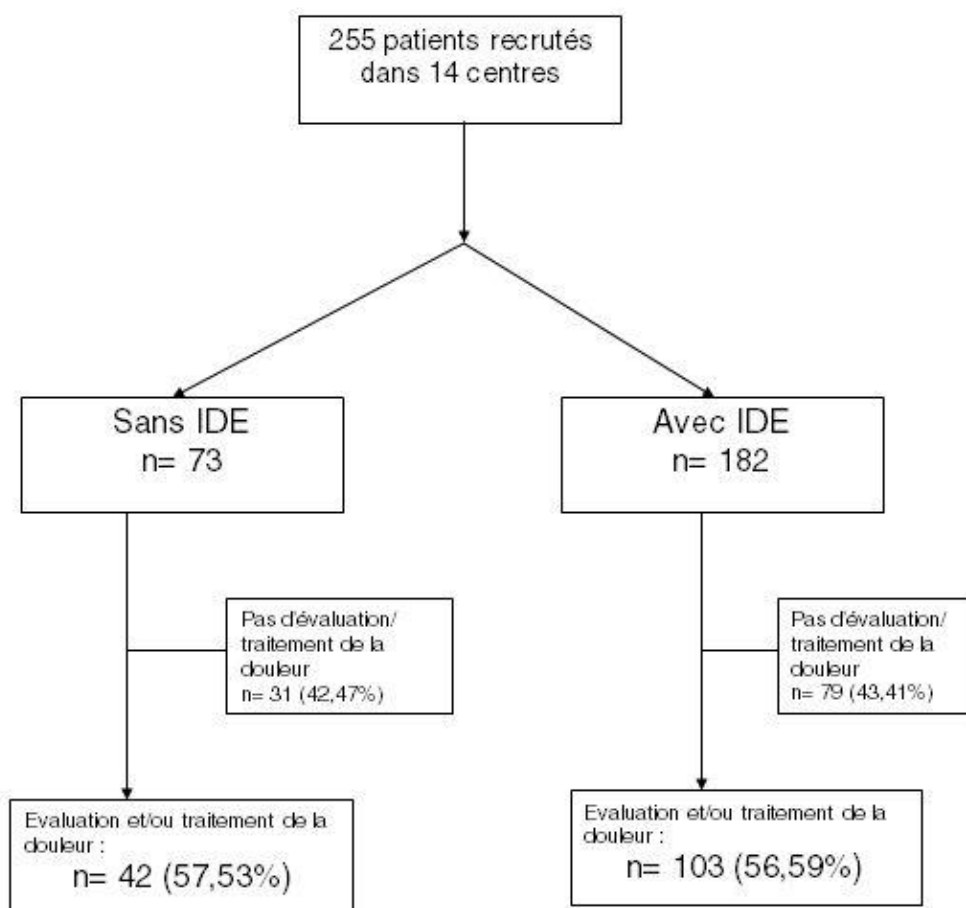 255 patients recrutés
dans 14 centres
Sans IDE
n= 73
Avec IDE
n= 182
Pas d'évaluation/
traitement de la
douleur
n= 31 (42,47%)
Pas d'évaluation/
traitement de la
douleur
n= 79 (43,41%)
Evaluation et/ou traitement de la
douleur :
n= 42 (57,53%)
Evaluation et/ou traitement de la
douleur :
n= 103 (56,59%)